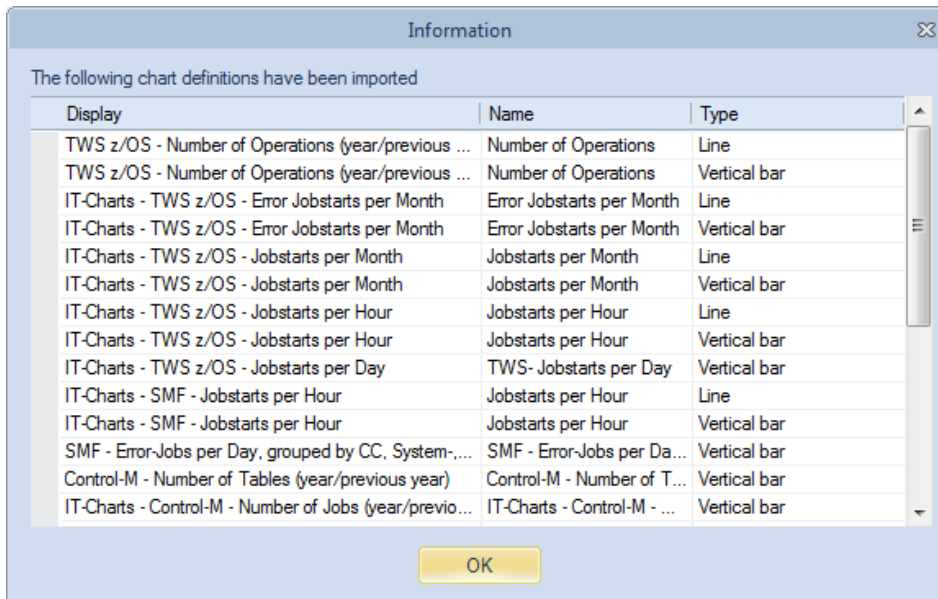 Information
The following chart definitions have been imported
Display Name Type
TWS z/OS - Number of Operations (year/previous ... Number of Operations Line
TWS z/OS - Number of Operations (year/previous ... Number of Operations Vertical bar
IT-Charts - TWS z/OS - Error Jobstarts per Month Error Jobstarts per Month Line
IT-Charts - TWS z/OS - Error Jobstarts per Month Error Jobstarts per Month Vertical bar
IT-Charts - TWS z/OS - Jobstarts per Month Jobstarts per Month Line
IT-Charts - TWS z/OS - Jobstarts per Month Jobstarts per Month Vertical bar
IT-Charts - TWS z/OS - Jobstarts per Hour Jobstarts per Hour Line
IT-Charts - TWS z/OS - Jobstarts per Hour Jobstarts per Hour Vertical bar
IT-Charts - TWS z/OS - Jobstarts per Day TWS- Jobstarts per Day Vertical bar
IT-Charts - SMF - Jobstarts per Hour Jobstarts per Hour Line
IT-Charts - SMF - Jobstarts per Hour Jobstarts per Hour Vertical bar
SMF - Error-Jobs per Day, grouped by CC, System-,... SMF - Error-Jobs per Da... Vertical bar
Control-M - Number of Tables (year/previous year) Control-M - Number of T... Vertical bar
IT-Charts - Control-M - Number of Jobs (year/previo... IT-Charts - Control-M - ... Vertical bar
OK